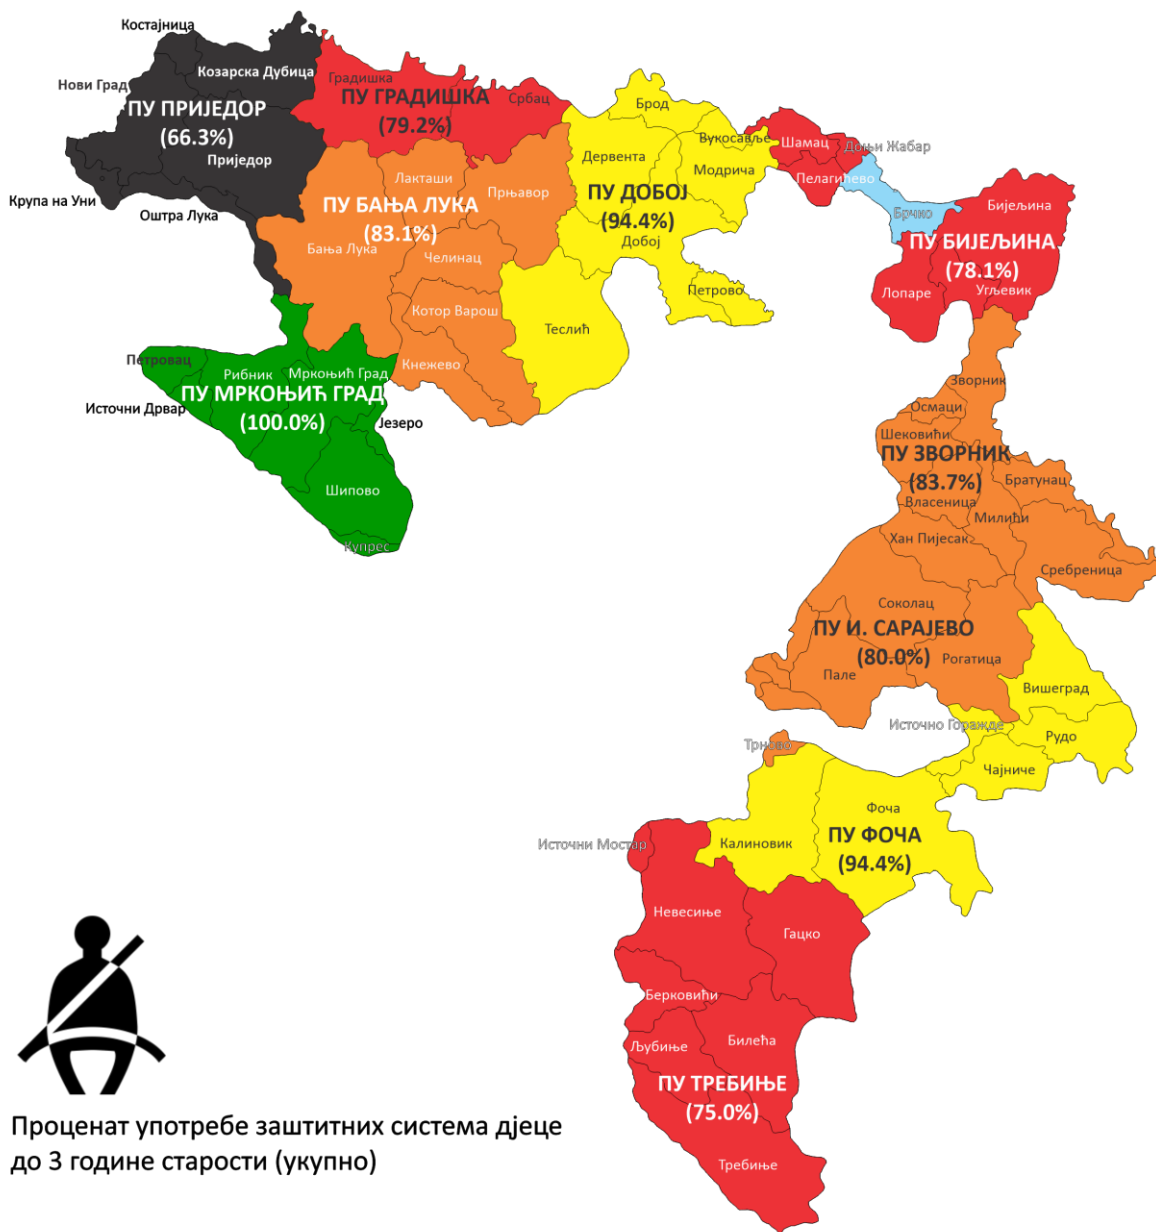 Костајница
Нови Град
Козарска Дубица
ПУ ПРИЈЕДОР
(66.3%)
Приједор
Крупа на Уни
Оштра Лука
Градишка
ПУ ГРАДИШКА
(79.2%)
Србац
Лакташи
Прњавор
ПУ БАЊА ЛУКА
(83.1%)
Бања Лука
Челинац
Котор Варош
Кнежево
Брод
Вукосавље
Дервента
Модрича
ПУ ДОБОЈ
(94.4%)
Добој
Петрово
Теслић
Шамац
Доњи Жабар
Пелагићево
Брчко
Бијељина
ПУ БИЈЕЉИНА
(78.1%)
Лопаре
Угљевик
Петровац
Рибник
Мркоњић Град
ПУ МРКОЊИЋ ГРАД
(100.0%)
Источни Дрвар
Језеро
Шипово
Купрес
Зворник
Осмаци
Шековићи
ПУ ЗВОРНИК
(83.7%)
Братунац
Власеница
Милићи
Хан Пијесак
Сребреница
Соколац
ПУ И. САРАЈЕВО
(80.0%)
Рогатица
Пале
Вишеград
Источно Горажде
Рудо
Трново
Чајниче
Фоча
ПУ ФОЧА
(94.4%)
Калиновик
Источни Мостар
Невесиње
Гацко
Берковићи
Љубиње
Билећа
ПУ ТРЕБИЊЕ
(75.0%)
Требиње
Проценат употребе заштитних система дјеце
до 3 године старости (укупно)